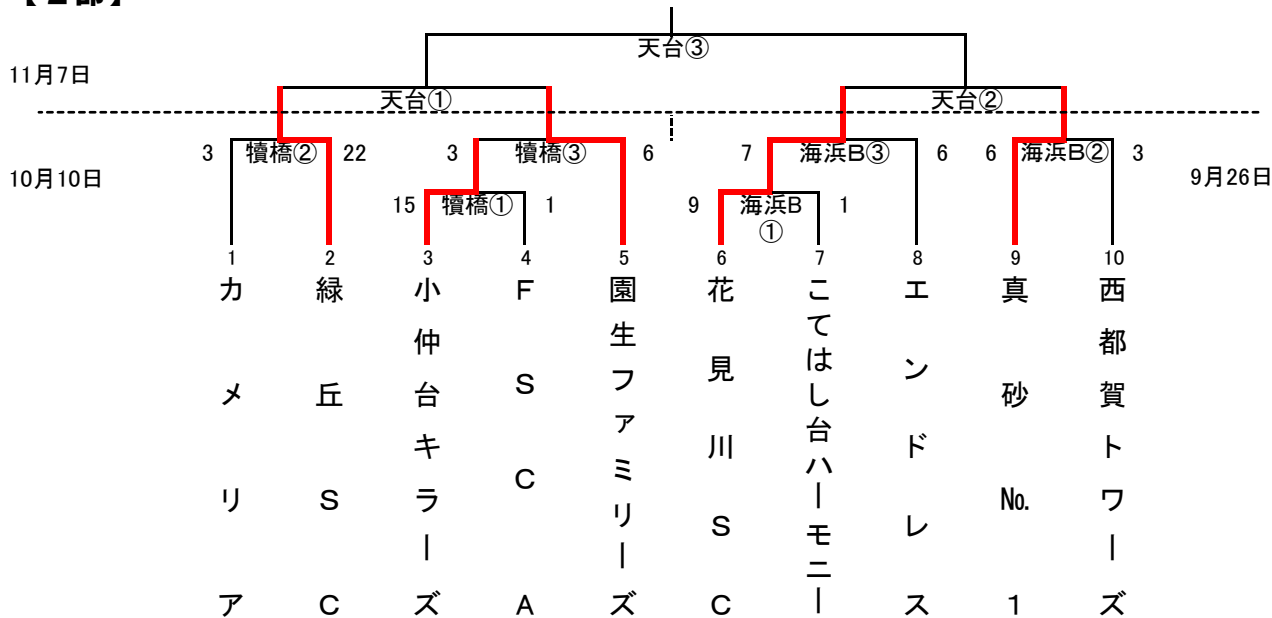 天台③
11月7日
天台①
天台②
3 犢橋② 22
3 犢橋③ 6
7 海浜B③ 6
6 海浜B② 3
10月10日
9月26日
15 犢橋① 1
9 海浜B① 1
1
2
3
4
5
6
7
8
9
10
カメリア
緑丘SC
小仲台キラーズ
FSCA
園生ファミリーズ
花見川SC
こてはし台ハーモニー
エンドレス
真砂№1
西都賀トワーズ